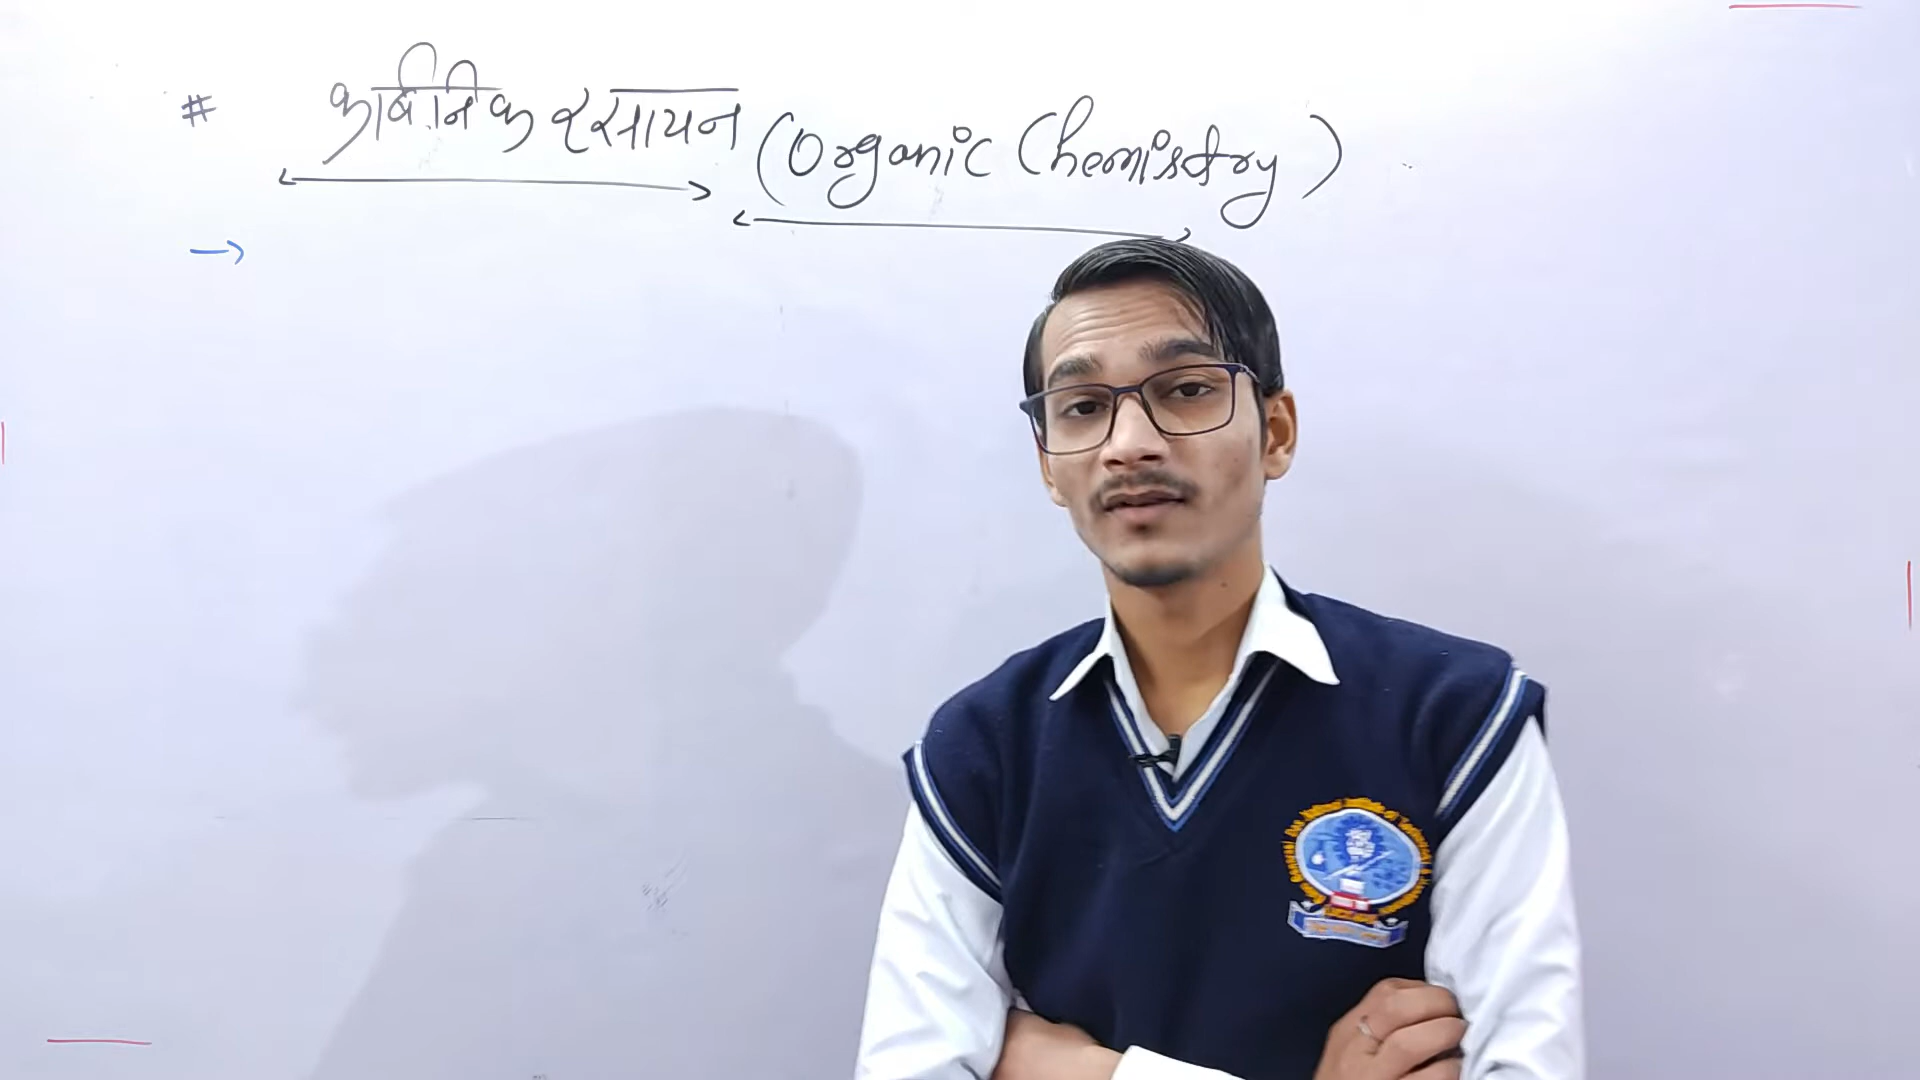 # कार्बनिक रसायन (Organic Chemistry)
→